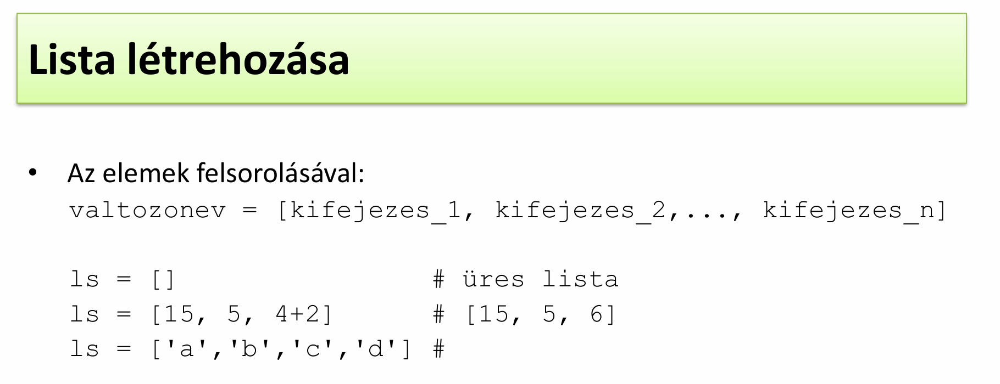 Lista létrehozása
• Az elemek felsorolásával:
valtozonev = [kifejezes_1, kifejezes_2,..., kifejezes_n]
ls = [] # üres lista
ls = [15, 5, 4+2] # [15, 5, 6]
ls = ['a','b','c','d'] #